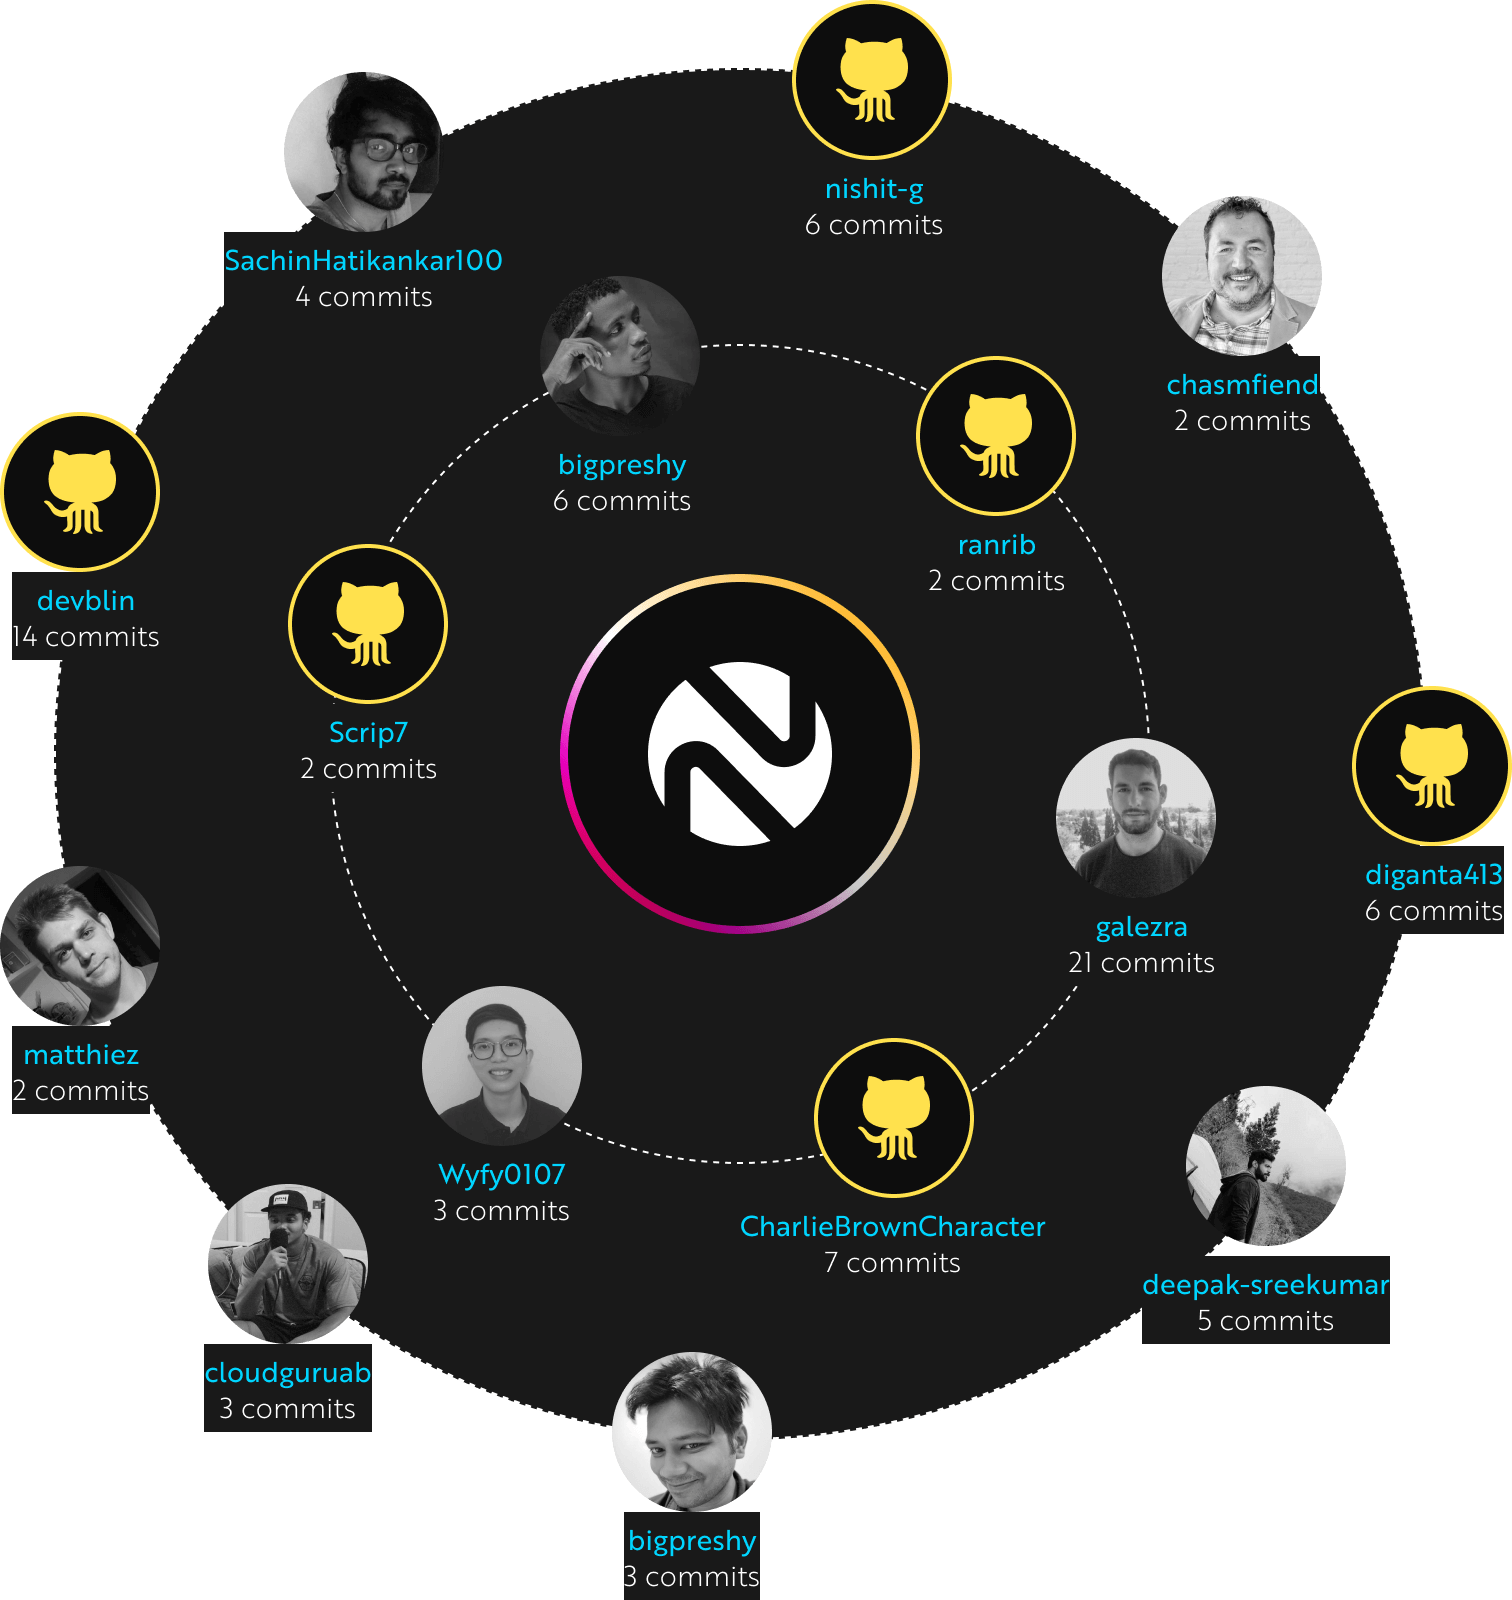 nishit-g
6 commits
SachinHatikankar100
4 commits
chasmfiend
2 commits
bigpreshy
6 commits
ranrib
2 commits
devblin
14 commits
Scrip7
2 commits
diganta413
6 commits
galezra
21 commits
matthiez
2 commits
Wyfy0107
3 commits
CharlieBrownCharacter
7 commits
deepak-sreekumar
5 commits
cloudguruab
3 commits
bigpreshy
3 commits